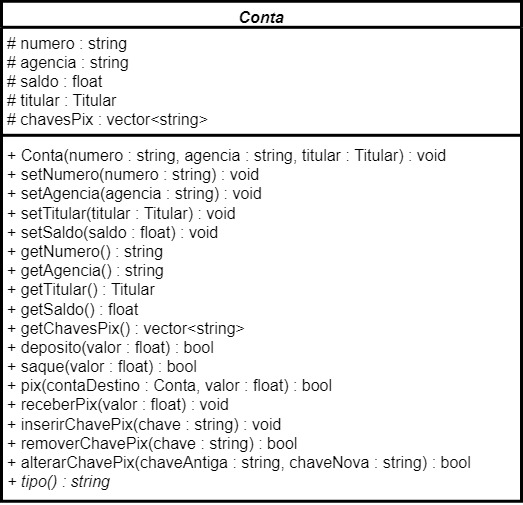 Conta
# numero : string
# agencia : string
# saldo : float
# titular : Titular
# chavesPix : vector<string>
+ Conta(numero : string, agencia : string, titular : Titular) : void
+ setNumero(numero : string) : void
+ setAgencia(agencia : string) : void
+ setTitular(titular : Titular) : void
+ setSaldo(saldo : float) : void
+ getNumero() : string
+ getAgencia() : string
+ getTitular() : Titular
+ getSaldo() : float
+ getChavesPix() : vector<string>
+ deposito(valor : float) : bool
+ saque(valor : float) : bool
+ pix(contaDestino : Conta, valor : float) : bool
+ receberPix(valor : float) : void
+ inserirChavePix(chave : string) : void
+ removerChavePix(chave : string) : bool
+ alterarChavePix(chaveAntiga : string, chaveNova : string) : bool
+ tipo() : string